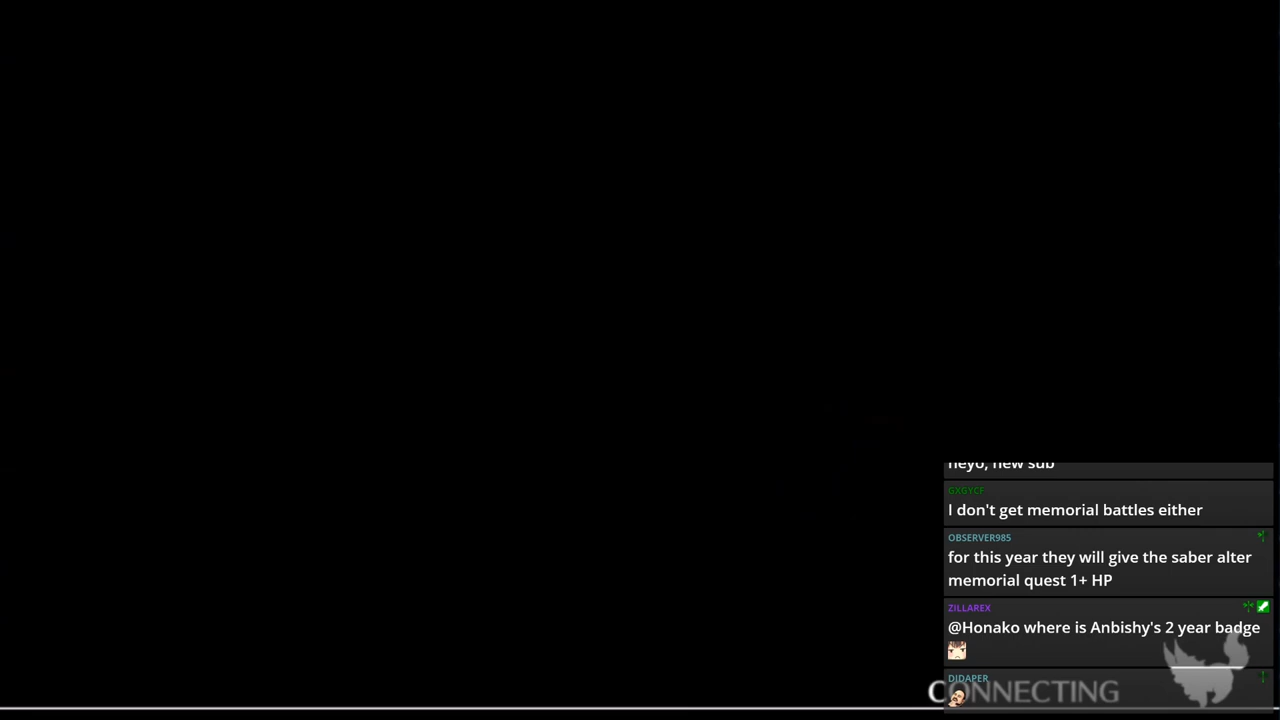 heyo, new sub
GXGYCF
I don't get memorial battles either
OBSERVER985
for this year they will give the saber alter
memorial quest 1+ HP
ZILLAREX
@Honako where is Anbishy's 2 year badge
DIDAPER
CONNECTING